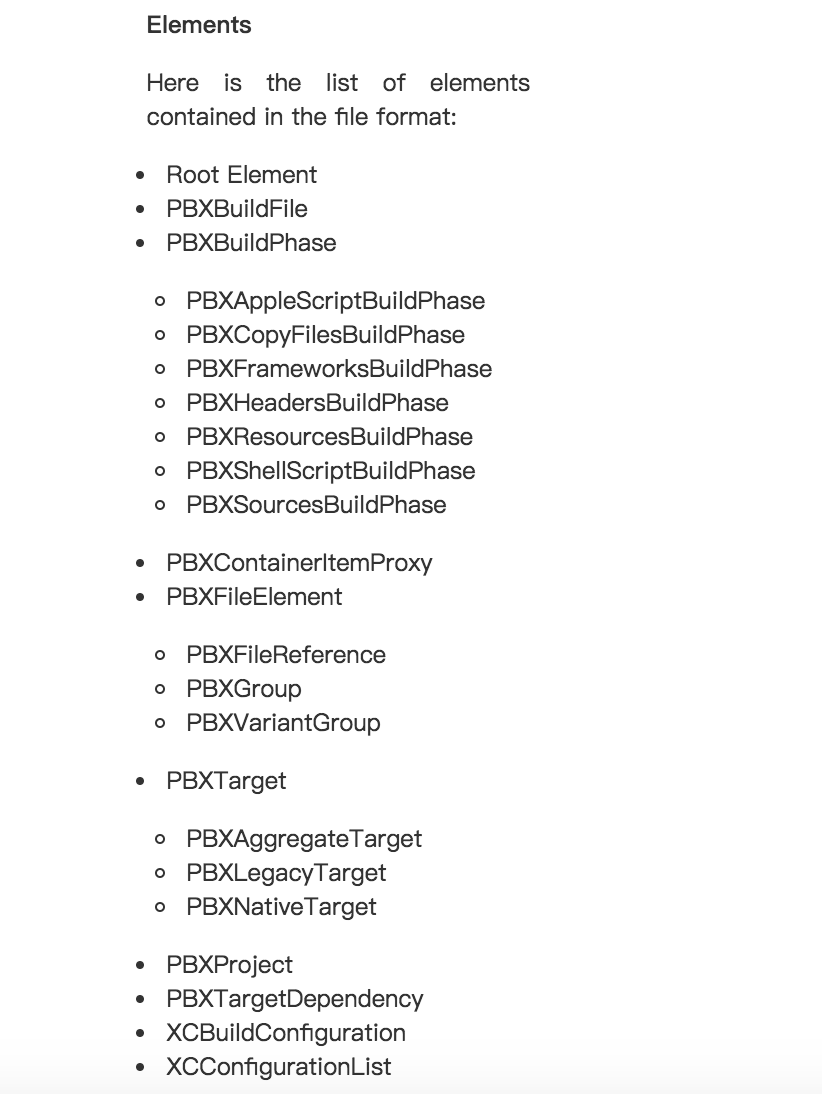 Elements
Here is the list of elements
contained in the file format:
Root Element
PBXBuildFile
PBXBuildPhase
PBXAppleScriptBuildPhase
PBXCopyFilesBuildPhase
PBXFrameworksBuildPhase
PBXHeadersBuildPhase
PBXResourcesBuildPhase
PBXShellScriptBuildPhase
PBXSourcesBuildPhase
PBXContainerItemProxy
PBXFileElement
PBXFileReference
PBXGroup
PBXVariantGroup
PBXTarget
PBXAggregateTarget
PBXLegacyTarget
PBXNativeTarget
PBXProject
PBXTargetDependency
XCBuildConfiguration
XCConfigurationList